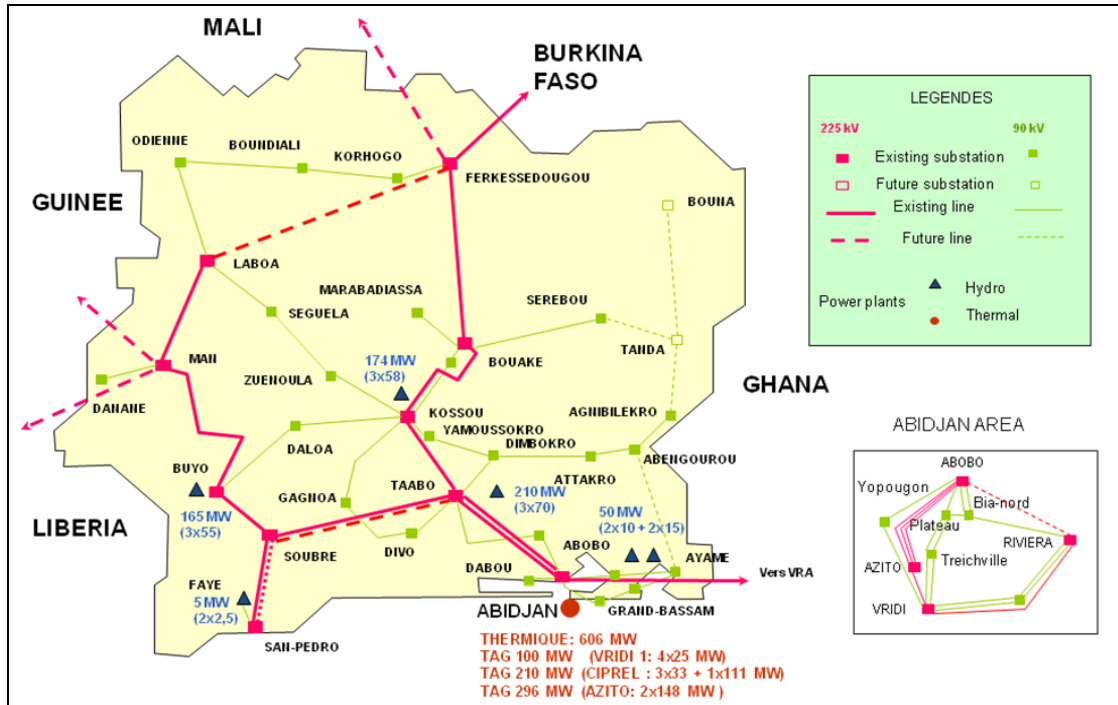 MALI
BURKINA
FASO
ODIENNE
BOUNDIALI
KORHOGO
FERKESSEDOUGOU
GUINEE
BOUNA
LABOA
MARABADIASSA
SEREBOU
SEGUELA
TANDA
MAN
174 MW
(3x58)
BOUAKE
ZUENOULA
GHANA
DANANE
KOSSOU
AGNIBILEKRO
YAMOUSSOKRO
DALOA
DIMBOKRO
ABENGOUROU
BUYO
ATTAKRO
GAGNOA
TAABO
210 MW
(3x70)
50 MW
(2x10 + 2x15)
165 MW
(3x55)
LIBERIA
SOUBRE
DIVO
ABOBO
AYAME
DABOU
FAYE
5 MW
(2x2,5)
Vers VRA
GRAND-BASSAM
ABIDJAN
SAN-PEDRO
THERMIQUE: 606 MW
TAG 100 MW (VRIDI 1: 4x25 MW)
TAG 210 MW (CIPREL : 3x33 + 1x111 MW)
TAG 296 MW (AZITO: 2x148 MW )
LEGENDES
225 kV
90 kV
Existing substation
Future substation
Existing line
Future line
Power plants
Hydro
Thermal
ABIDJAN AREA
ABOBO
Yopougon
Bia-nord
Plateau
RIVIERA
Treichville
AZITO
VRIDI